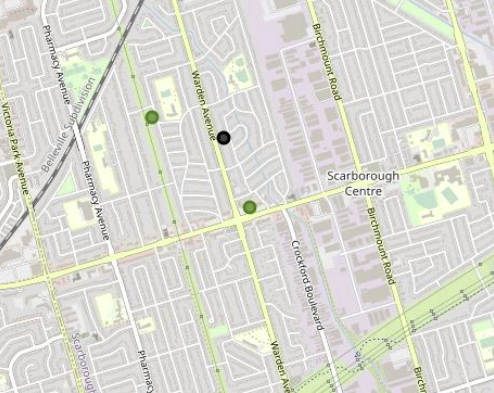 Pharmacy Avenue
Belleville Subdivision
Victoria Park Avenue
Warden Avenue
Birchmount Road
Pharmacy Avenue
Scarborough
Centre
Birchmount Road
Crockford Boulevard
Scarborough
Pharmacy
Warden Ave
Birchmount